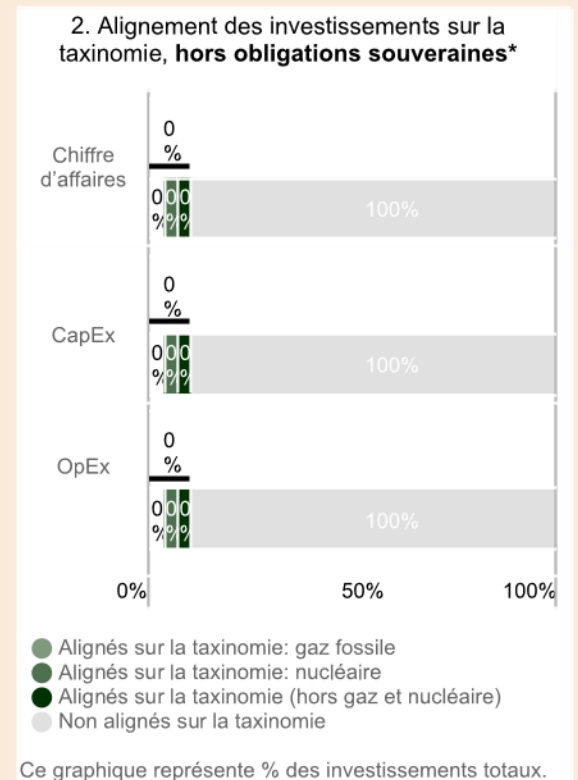 2. Alignement des investissements sur la
taxinomie, hors obligations souveraines*
0
%
Chiffre
d’affaires
0 0 0
% % %
100%
0
%
CapEx
0 0 0
% % %
100%
0
%
OpEx
0 0 0
% % %
100%
0% 50% 100%
Alignés sur la taxinomie: gaz fossile
Alignés sur la taxinomie: nucléaire
Alignés sur la taxinomie (hors gaz et nucléaire)
Non alignés sur la taxinomie
Ce graphique représente % des investissements totaux.